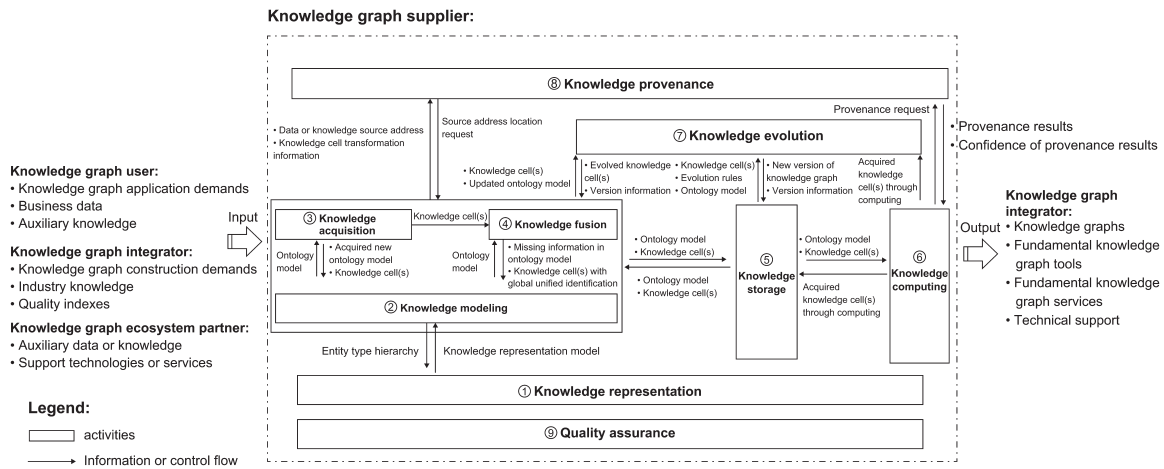 Knowledge graph supplier:
⑧ Knowledge provenance
• Data or knowledge source address
• Knowledge cell transformation
information
Source address location
request
Provenance request
• Provenance results
• Confidence of provenance results
⑦ Knowledge evolution
• Knowledge cell(s)
• Updated ontology model
• Evolved knowledge
cell(s)
• Version information
• Knowledge cell(s)
• Evolution rules
• Ontology model
• New version of
knowledge graph
• Version information
Acquired
knowledge
cell(s) through
computing
Knowledge graph user:
• Knowledge graph application demands
• Business data
• Auxiliary knowledge
Knowledge graph integrator:
• Knowledge graph construction demands
• Industry knowledge
• Quality indexes
Knowledge graph ecosystem partner:
• Auxiliary data or knowledge
• Support technologies or services
Input
③ Knowledge
acquisition
Knowledge cell(s)
④ Knowledge fusion
Ontology
model
• Acquired new
ontology model
• Knowledge cell(s)
Ontology
model
• Missing information in
ontology model
• Knowledge cell(s) with
global unified identification
② Knowledge modeling
• Ontology model
• Knowledge cell(s)
• Ontology model
• Knowledge cell(s)
⑤
Knowledge
storage
• Ontology model
• Knowledge cell(s)
Acquired
knowledge cell(s)
through computing
⑥
Knowledge
computing
Output
Knowledge graph
integrator:
• Knowledge graphs
• Fundamental knowledge
graph tools
• Fundamental knowledge
graph services
• Technical support
Entity type hierarchy
Knowledge representation model
① Knowledge representation
⑨ Quality assurance
Legend:
activities
Information or control flow